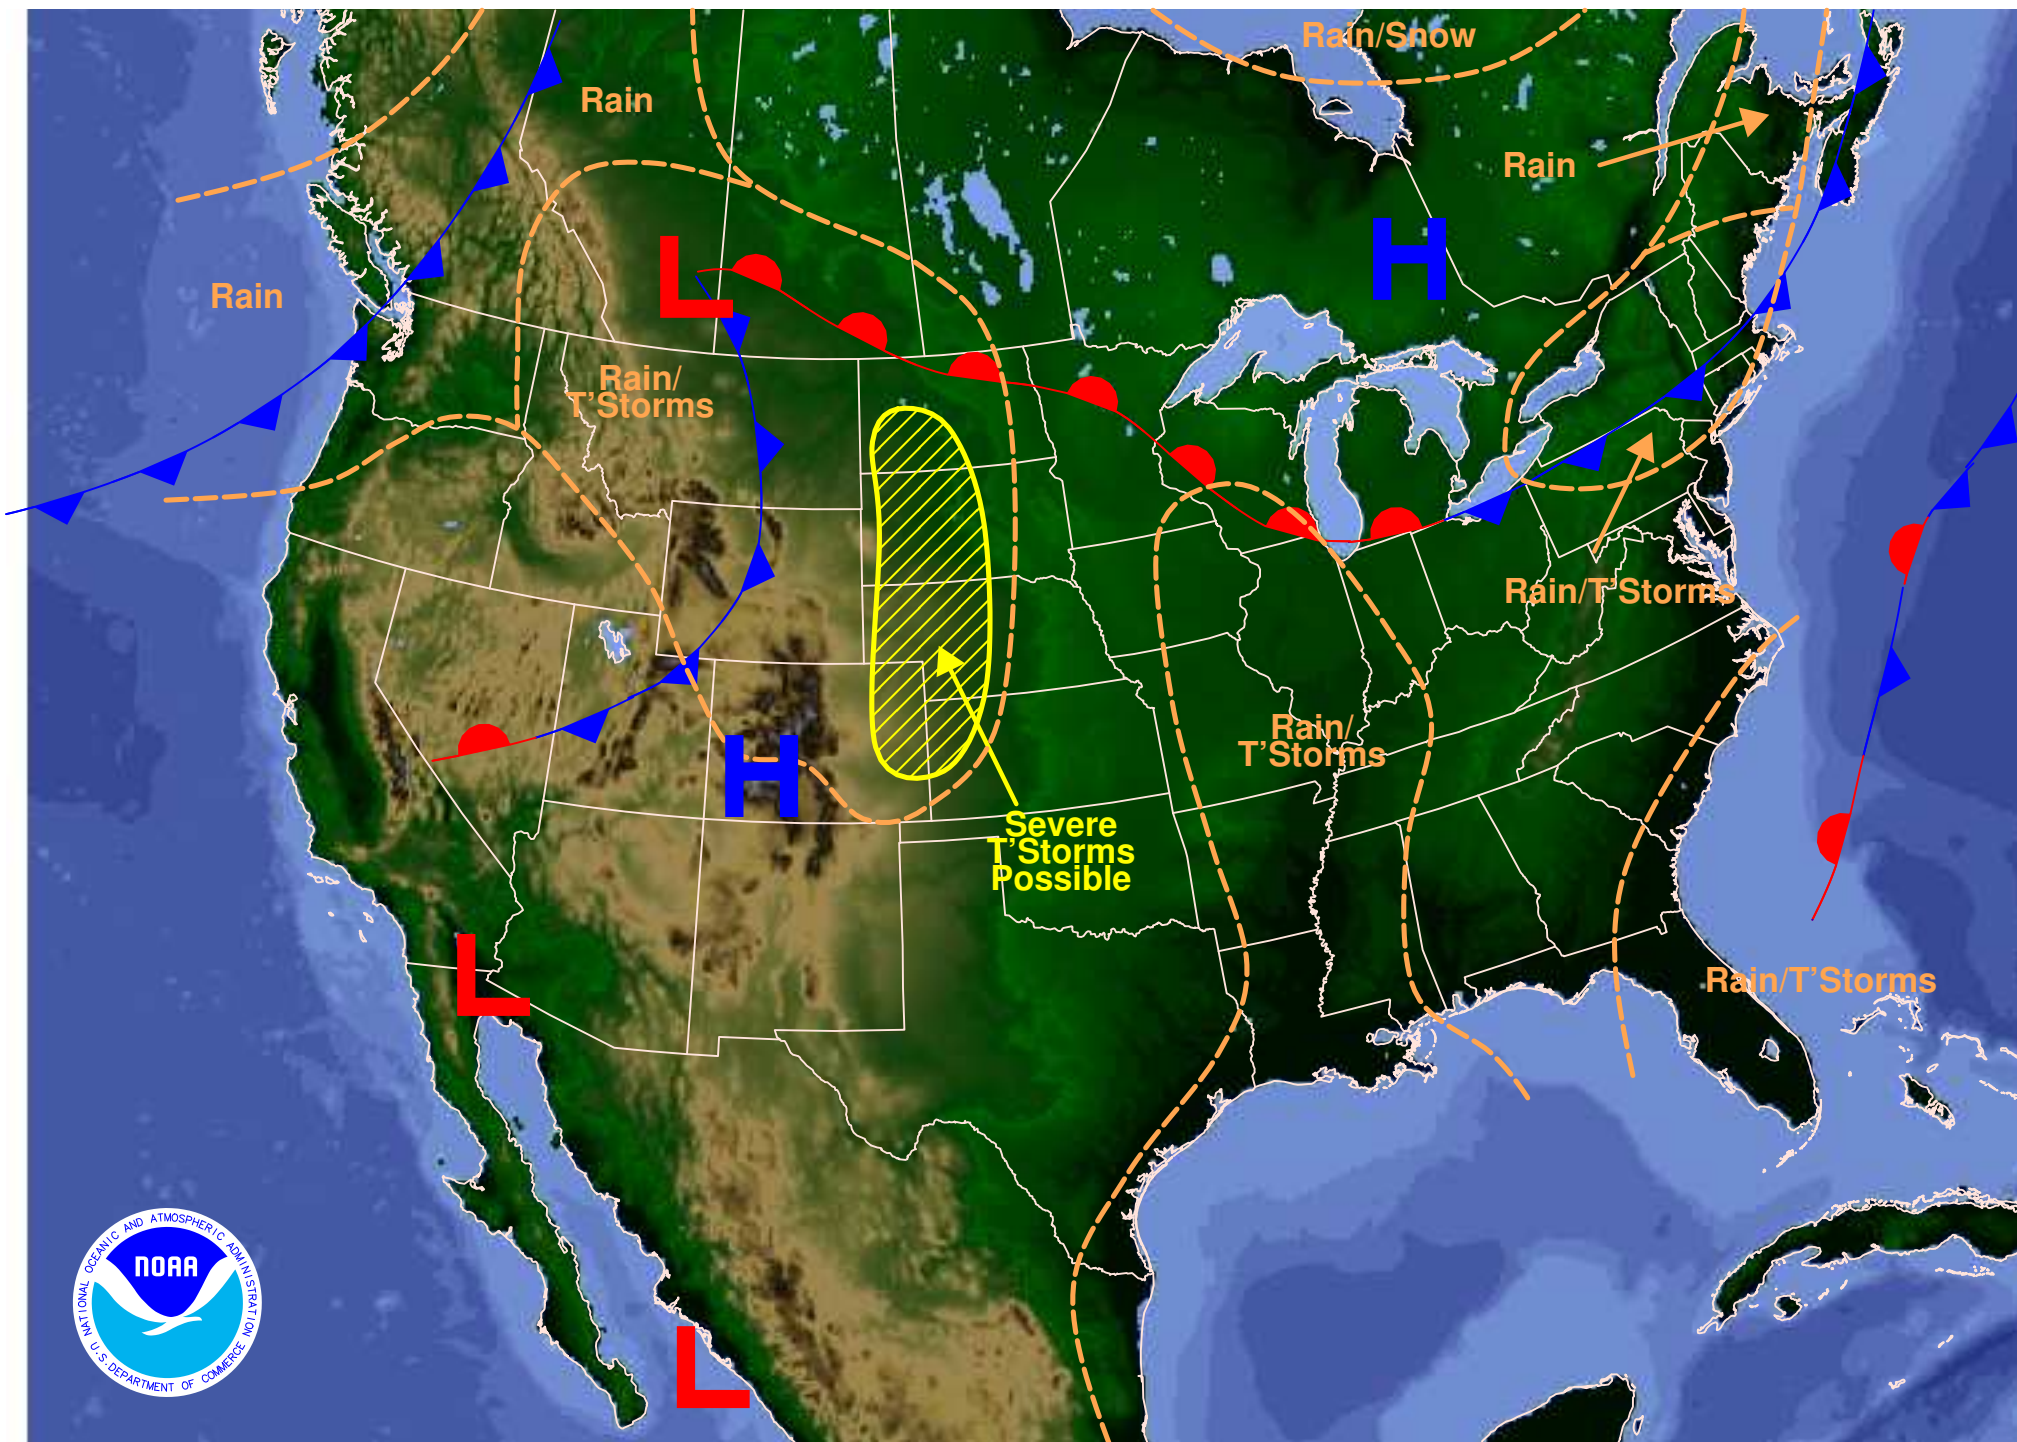 Rain/Snow
Rain
Rain
H
L
Rain
Rain/
T'Storms
Rain/T'Storms
Rain/
T'Storms
H
Severe
T'Storms
Possible
L
Rain/T'Storms
L
NATIONAL OCEANIC AND ATMOSPHERIC ADMINISTRATION
NOAA
U.S. DEPARTMENT OF COMMERCE